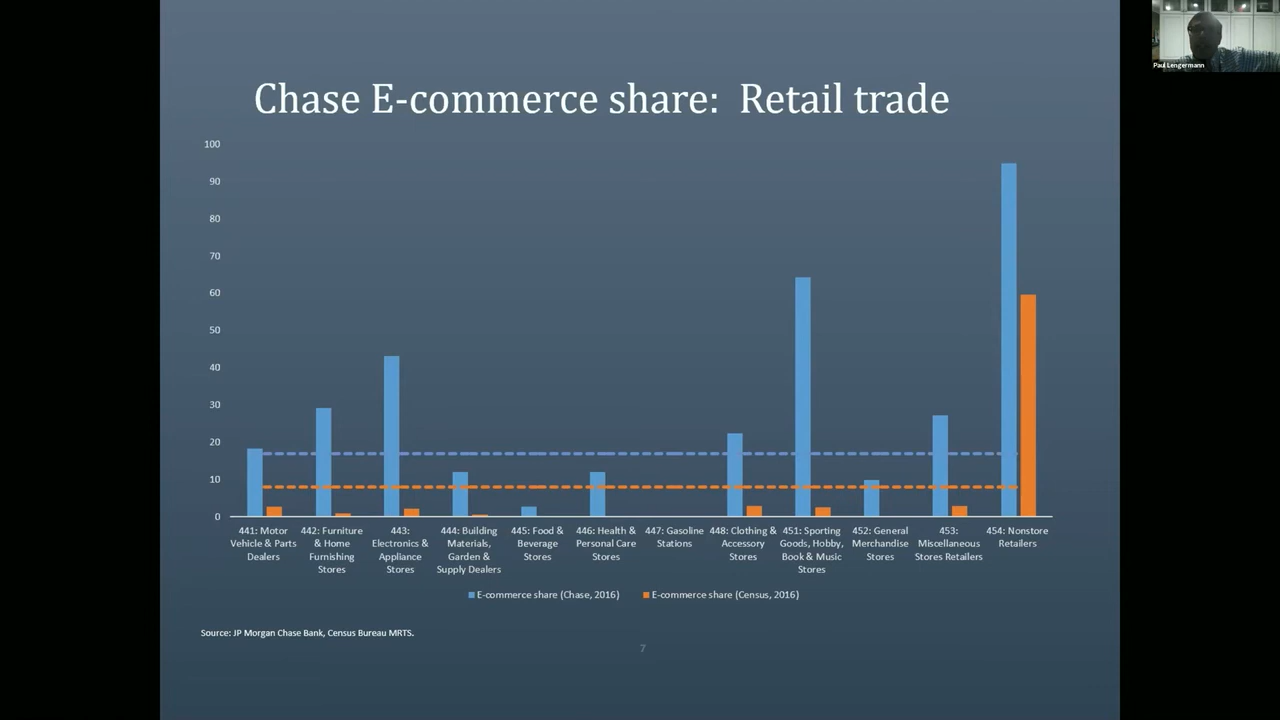 Paul Lengermann
Chase E-commerce share:  Retail trade
100
90
80
70
60
50
40
30
20
10
0
441: Motor
Vehicle & Parts
Dealers
442: Furniture
& Home
Furnishing
Stores
443:
Electronics &
Appliance
Stores
444: Building
Materials,
Garden &
Supply Dealers
445: Food &
Beverage
Stores
446: Health &
Personal Care
Stores
447: Gasoline
Stations
448: Clothing &
Accessory
Stores
451: Sporting
Goods, Hobby,
Book & Music
Stores
452: General
Merchandise
Stores
453:
Miscellaneous
Stores Retailers
454: Nonstore
Retailers
E-commerce share (Chase, 2016)
E-commerce share (Census, 2016)
Source: JP Morgan Chase Bank, Census Bureau MRTS.
7